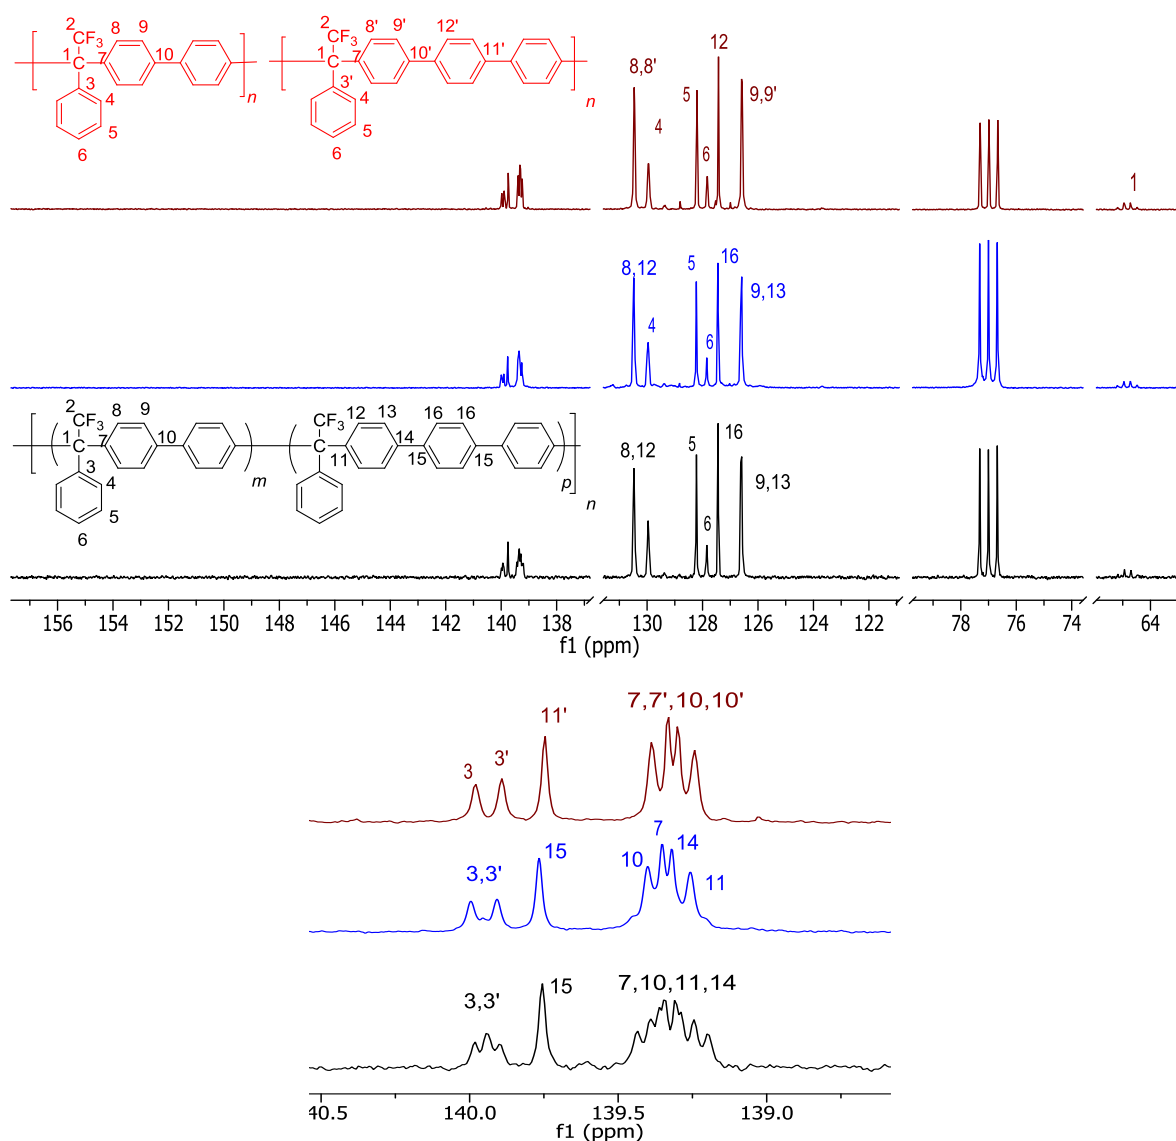 2 8 9 CF3 1 7 10 3 4 5 6 n
2 8' 9' 12' CF3 1 7 10' 11' 3' 4 5 6 n
C
C
8,8' 4 5 6 12 9,9' 1
8,12 4 5 6 16 9,13
2 8 9 CF3 C 1 7 10 3 4 5 6 m
12 13 16 16 CF3 C 11 14 15 15 p n
8,12 5 6 16 9,13
156 154 152 150 148 146 144 142 140 138 130 128 126 124 122 78 76 74 64
f1 (ppm)
3 3' 11' 7,7',10,10'
3,3' 15 10 7 14 11
3,3' 15 7,10,11,14
40.5 140.0 139.5 139.0
f1 (ppm)